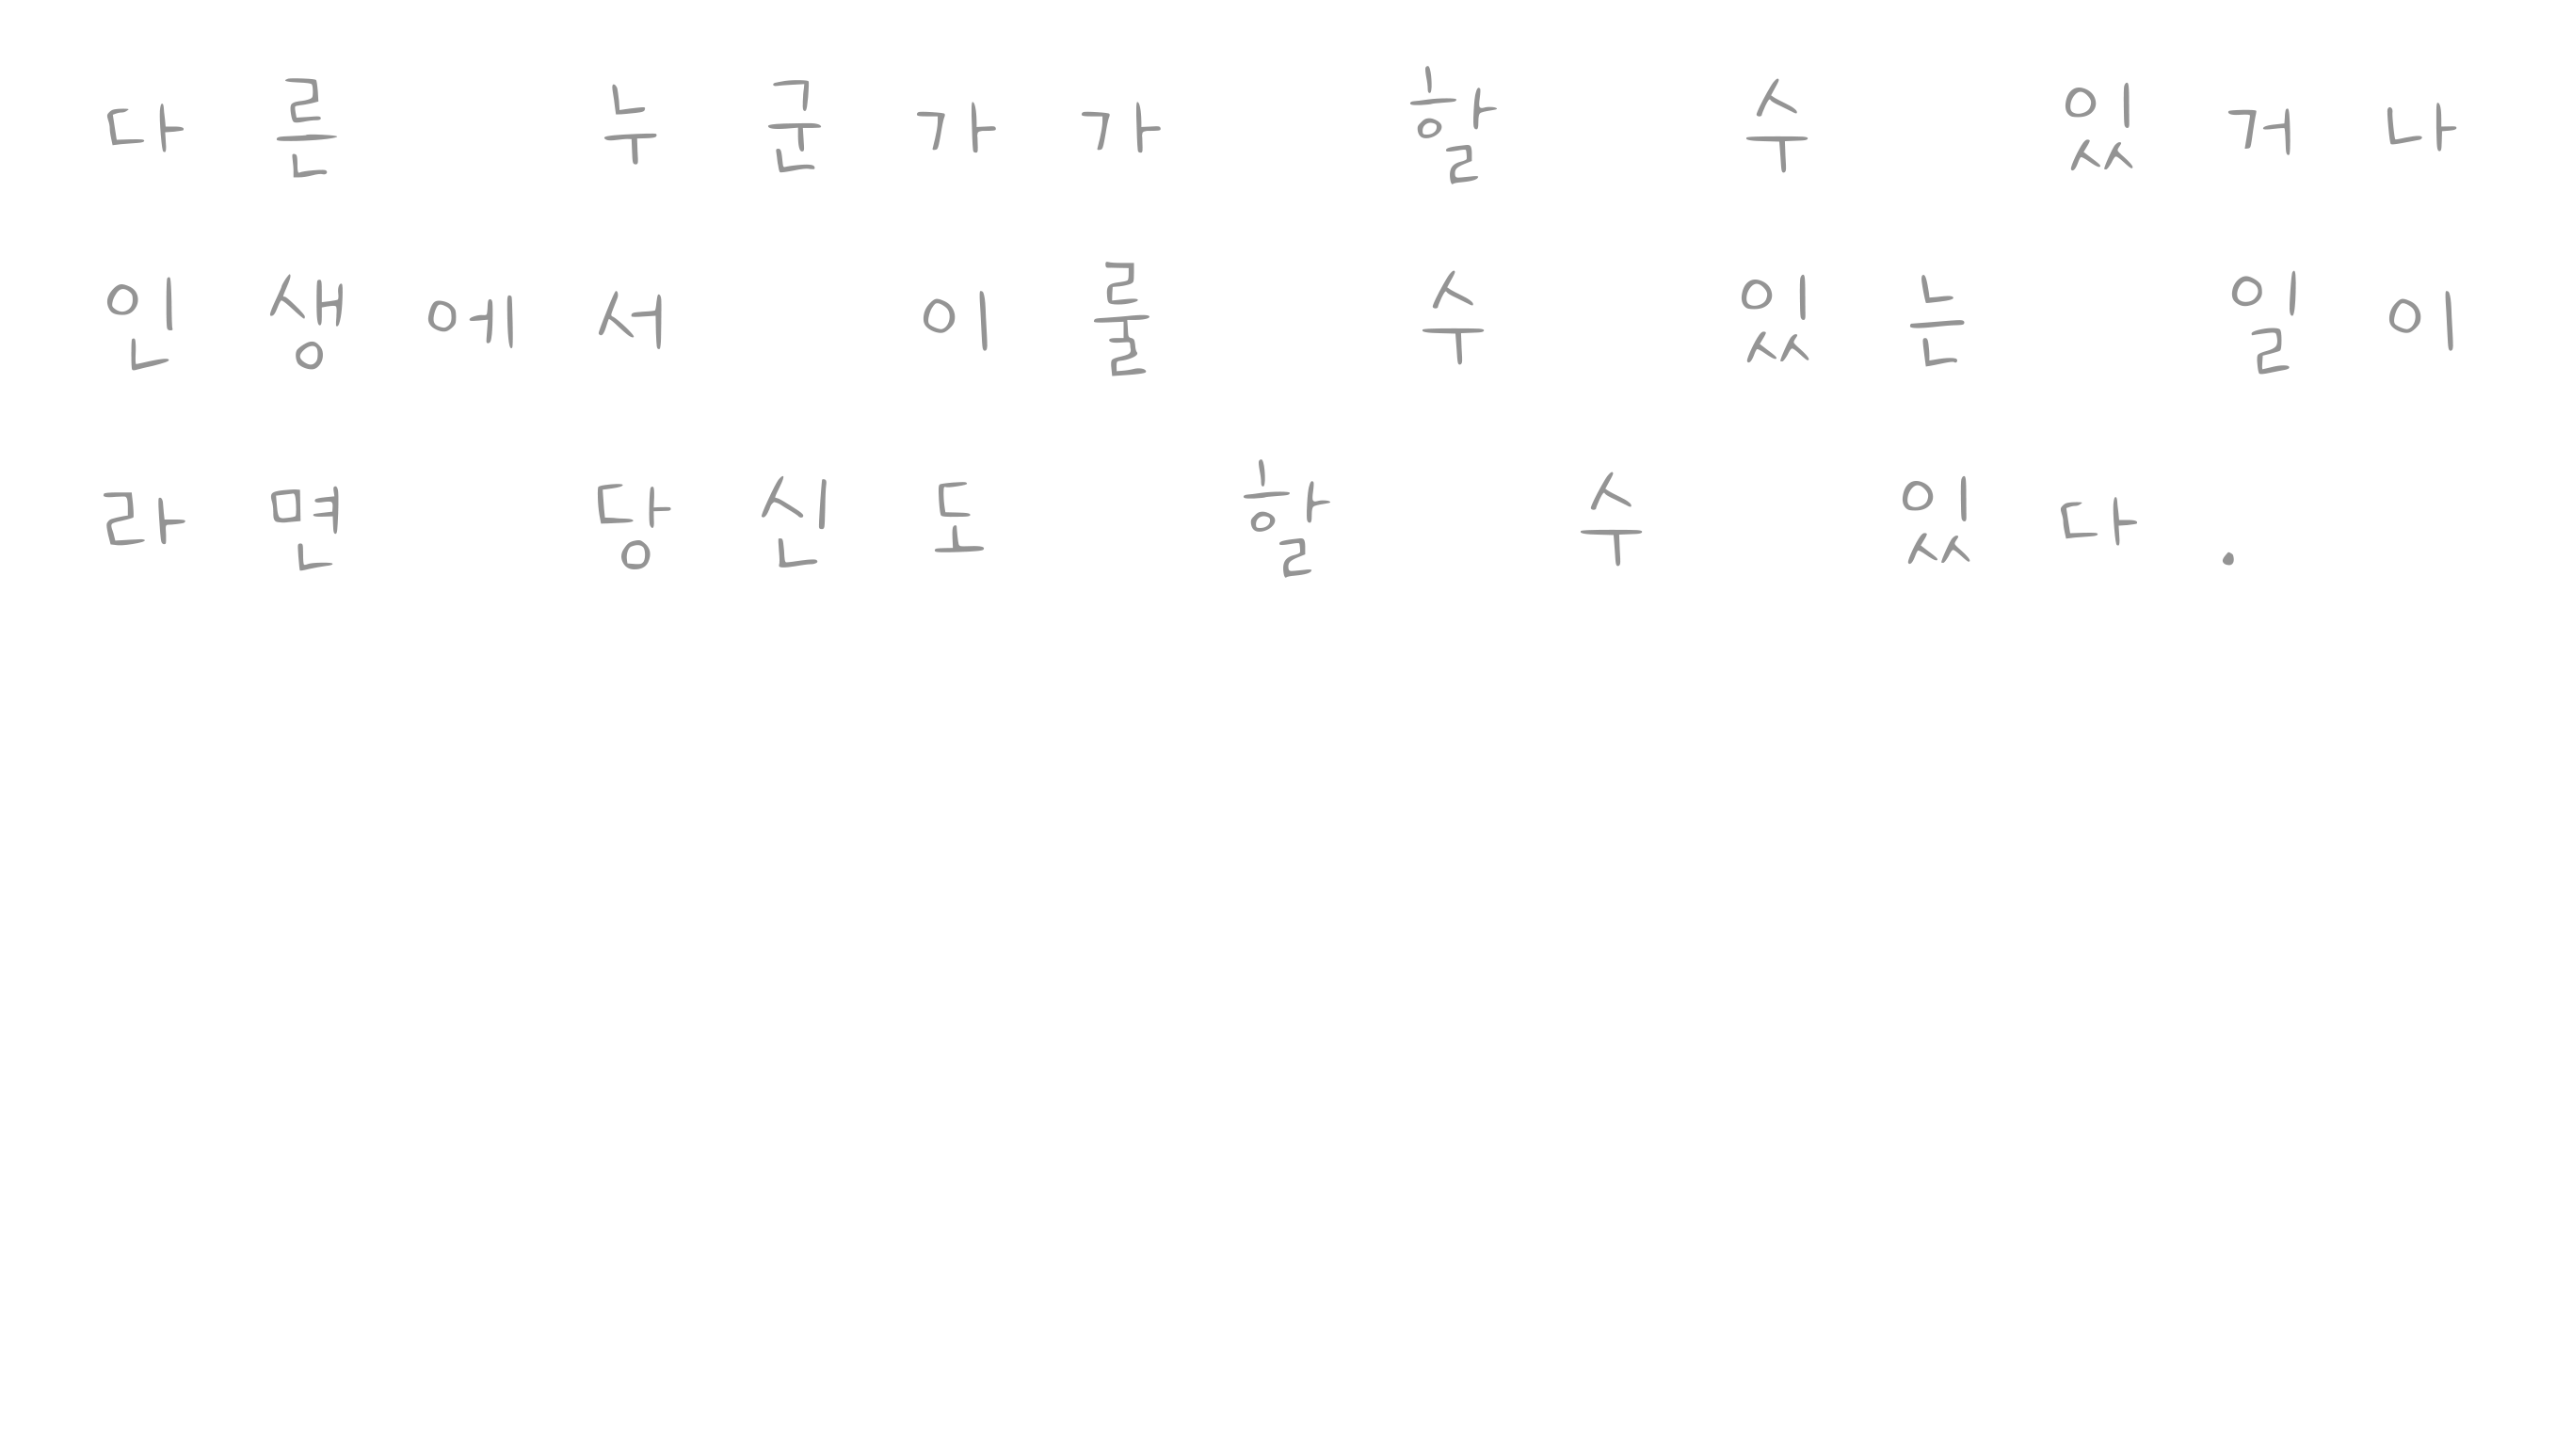 다른 누군가가 할 수 있거나
인생에서 이룰 수 있는 일이
라면 당신도 할 수 있다.